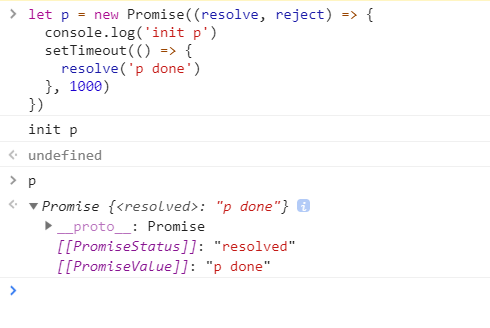 > let p = new Promise((resolve, reject) => {
console.log('init p')
setTimeout(() => {
resolve('p done')
}, 1000)
})
init p
undefined
> p
Promise {<resolved>: "p done"} i
__proto__: Promise
[[PromiseStatus]]: "resolved"
[[PromiseValue]]: "p done"
>